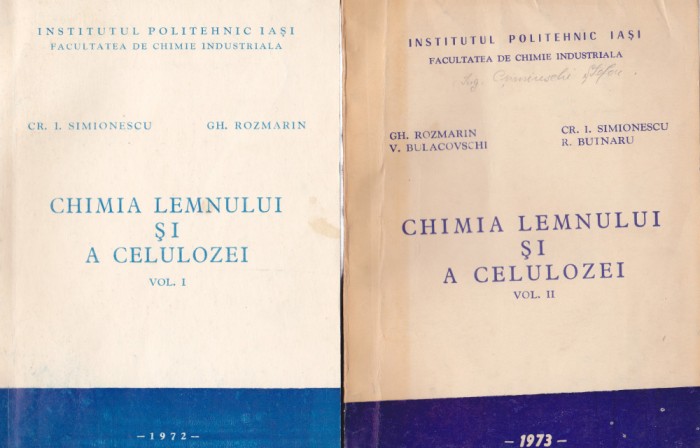 INSTITUTUL POLITEHNIC IAȘI
FACULTATEA DE CHIMIE INDUSTRIALA
CR. I. SIMIONESCU GH. ROZMARIN
CHIMIA LEMNULUI
ȘI
A CELULOZEI
VOL. I
—1972—
INSTITUTUL POLITEHNIC IAȘI
FACULTATEA DE CHIMIE INDUSTRIALA
Ing.
GH. ROZMARIN CR. I. SIMIONESCU
V. BULACOVSCHI R. BUTNARU
CHIMIA LEMNULUI
ȘI
A CELULOZEI
VOL. II
— 1973—